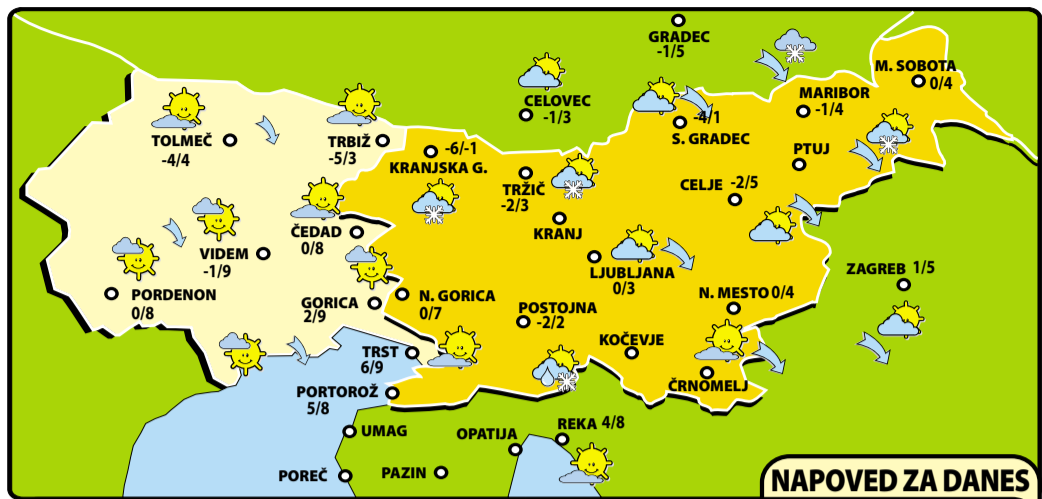 GRADEC
-1/5
M. SOBOTA
0/4
CELOVEC
-1/3
MARIBOR
-1/4
-4/1
S. GRADEC
TOLMEČ
-4/4
TRBIŽ
-5/3
-6/-1
KRANJSKA G.
PTUJ
TRŽIČ
-2/3
CELJE -2/5
KRANJ
ČEDAD
0/8
VIDEM
-1/9
LJUBLJANA
0/3
ZAGREB 1/5
PORDENON
0/8
GORICA
2/9
N. GORICA
0/7
N. MESTO 0/4
POSTOJNA
-2/2
KOČEVJE
TRST
6/9
ČRNOMELJ
PORTOROŽ
5/8
UMAG
OPATIJA
REKA 4/8
POREČ
PAZIN
NAPOVED ZA DANES